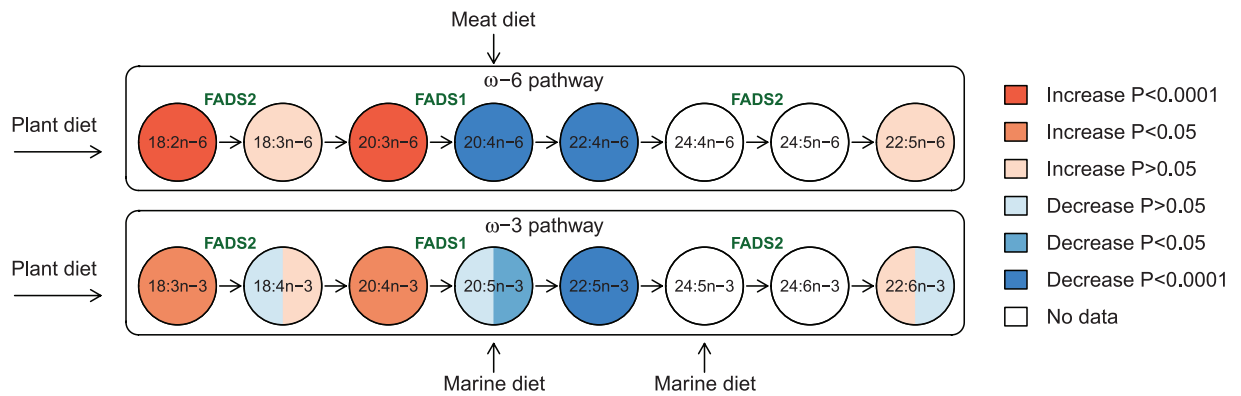 Meat diet
ω−6 pathway
FADS2 FADS1 FADS2
Plant diet
18:2n−6 18:3n−6 20:3n−6 20:4n−6 22:4n−6 24:4n−6 24:5n−6 22:5n−6
ω−3 pathway
FADS2 FADS1 FADS2
Plant diet
18:3n−3 18:4n−3 20:4n−3 20:5n−3 22:5n−3 24:5n−3 24:6n−3 22:6n−3
Marine diet Marine diet
Increase P<0.0001
Increase P<0.05
Increase P>0.05
Decrease P>0.05
Decrease P<0.05
Decrease P<0.0001
No data